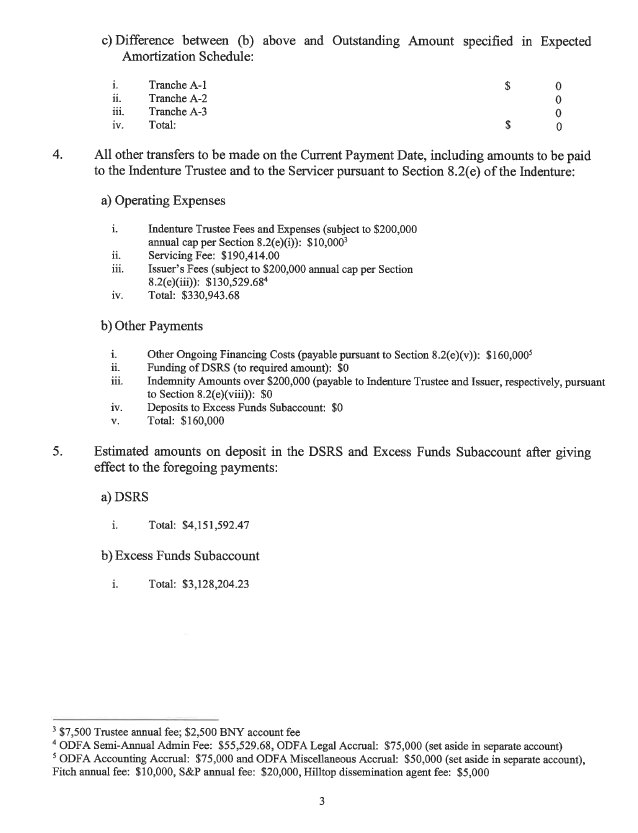 c) Difference between (b) above and Outstanding Amount specified in Expected
Amortization Schedule:
i. Tranche A-1 $ 0
ii. Tranche A-2 0
iii. Tranche A-3 0
iv. Total: $ 0
4. All other transfers to be made on the Current Payment Date, including amounts to be paid
to the Indenture Trustee and to the Servicer pursuant to Section 8.2(e) of the Indenture:
a) Operating Expenses
i. Indenture Trustee Fees and Expenses (subject to $200,000
annual cap per Section 8.2(e)(i)): $10,000³
ii. Servicing Fee: $190,414.00
iii. Issuer's Fees (subject to $200,000 annual cap per Section
8.2(e)(iii)): $130,529.68⁴
iv. Total: $330,943.68
b) Other Payments
i. Other Ongoing Financing Costs (payable pursuant to Section 8.2(e)(v)): $160,000⁵
ii. Funding of DSRS (to required amount): $0
iii. Indemnity Amounts over $200,000 (payable to Indenture Trustee and Issuer, respectively, pursuant
to Section 8.2(e)(viii)): $0
iv. Deposits to Excess Funds Subaccount: $0
v. Total: $160,000
5. Estimated amounts on deposit in the DSRS and Excess Funds Subaccount after giving
effect to the foregoing payments:
a) DSRS
i. Total: $4,151,592.47
b) Excess Funds Subaccount
i. Total: $3,128,204.23
³ $7,500 Trustee annual fee; $2,500 BNY account fee
⁴ ODFA Semi-Annual Admin Fee: $55,529.68, ODFA Legal Accrual: $75,000 (set aside in separate account)
⁵ ODFA Accounting Accrual: $75,000 and ODFA Miscellaneous Accrual: $50,000 (set aside in separate account),
Fitch annual fee: $10,000, S&P annual fee: $20,000, Hilltop dissemination agent fee: $5,000
3